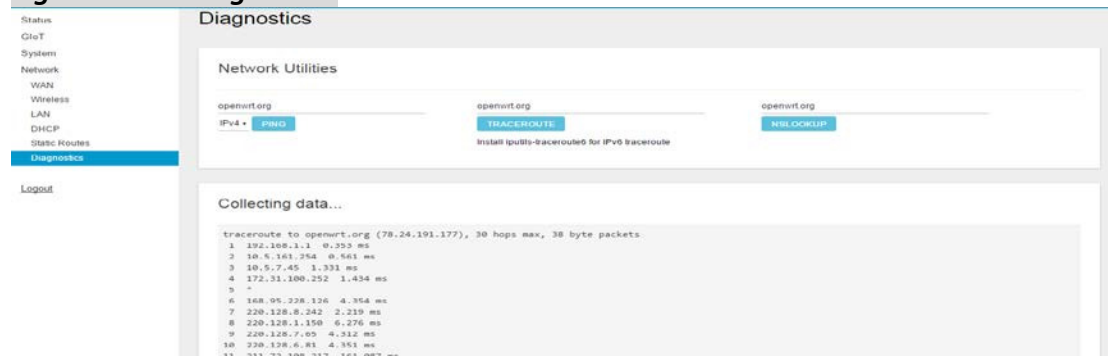 Diagnostics
Status
GIoT
System
Network
WAN
Wireless
LAN
DHCP
Static Routes
Diagnostics
Logout
Network Utilities
openwrt.org
IPv4
PING
openwrt.org
TRACEROUTE
Install iputils-traceroute6 for IPv6 traceroute
openwrt.org
NSLOOKUP
Collecting data...
traceroute to openwrt.org (78.24.191.177), 30 hops max, 38 byte packets
1 192.168.1.1 0.353 ms
2 10.5.161.254 0.561 ms
3 10.5.7.45 1.331 ms
4 172.31.100.252 1.434 ms
5 *
6 168.95.228.126 4.354 ms
7 220.128.8.242 2.219 ms
8 220.128.1.150 6.276 ms
9 220.128.7.65 4.312 ms
10 220.128.6.81 4.351 ms